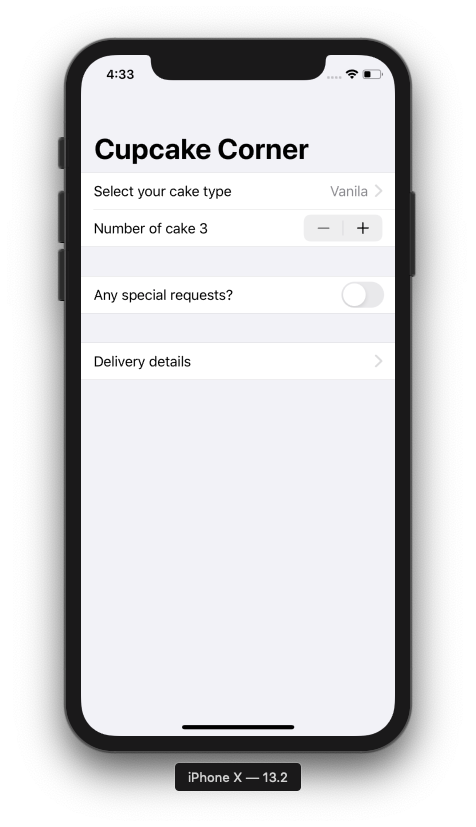 4:33
Cupcake Corner
Select your cake type Vanila
Number of cake 3
Any special requests?
Delivery details
iPhone X — 13.2